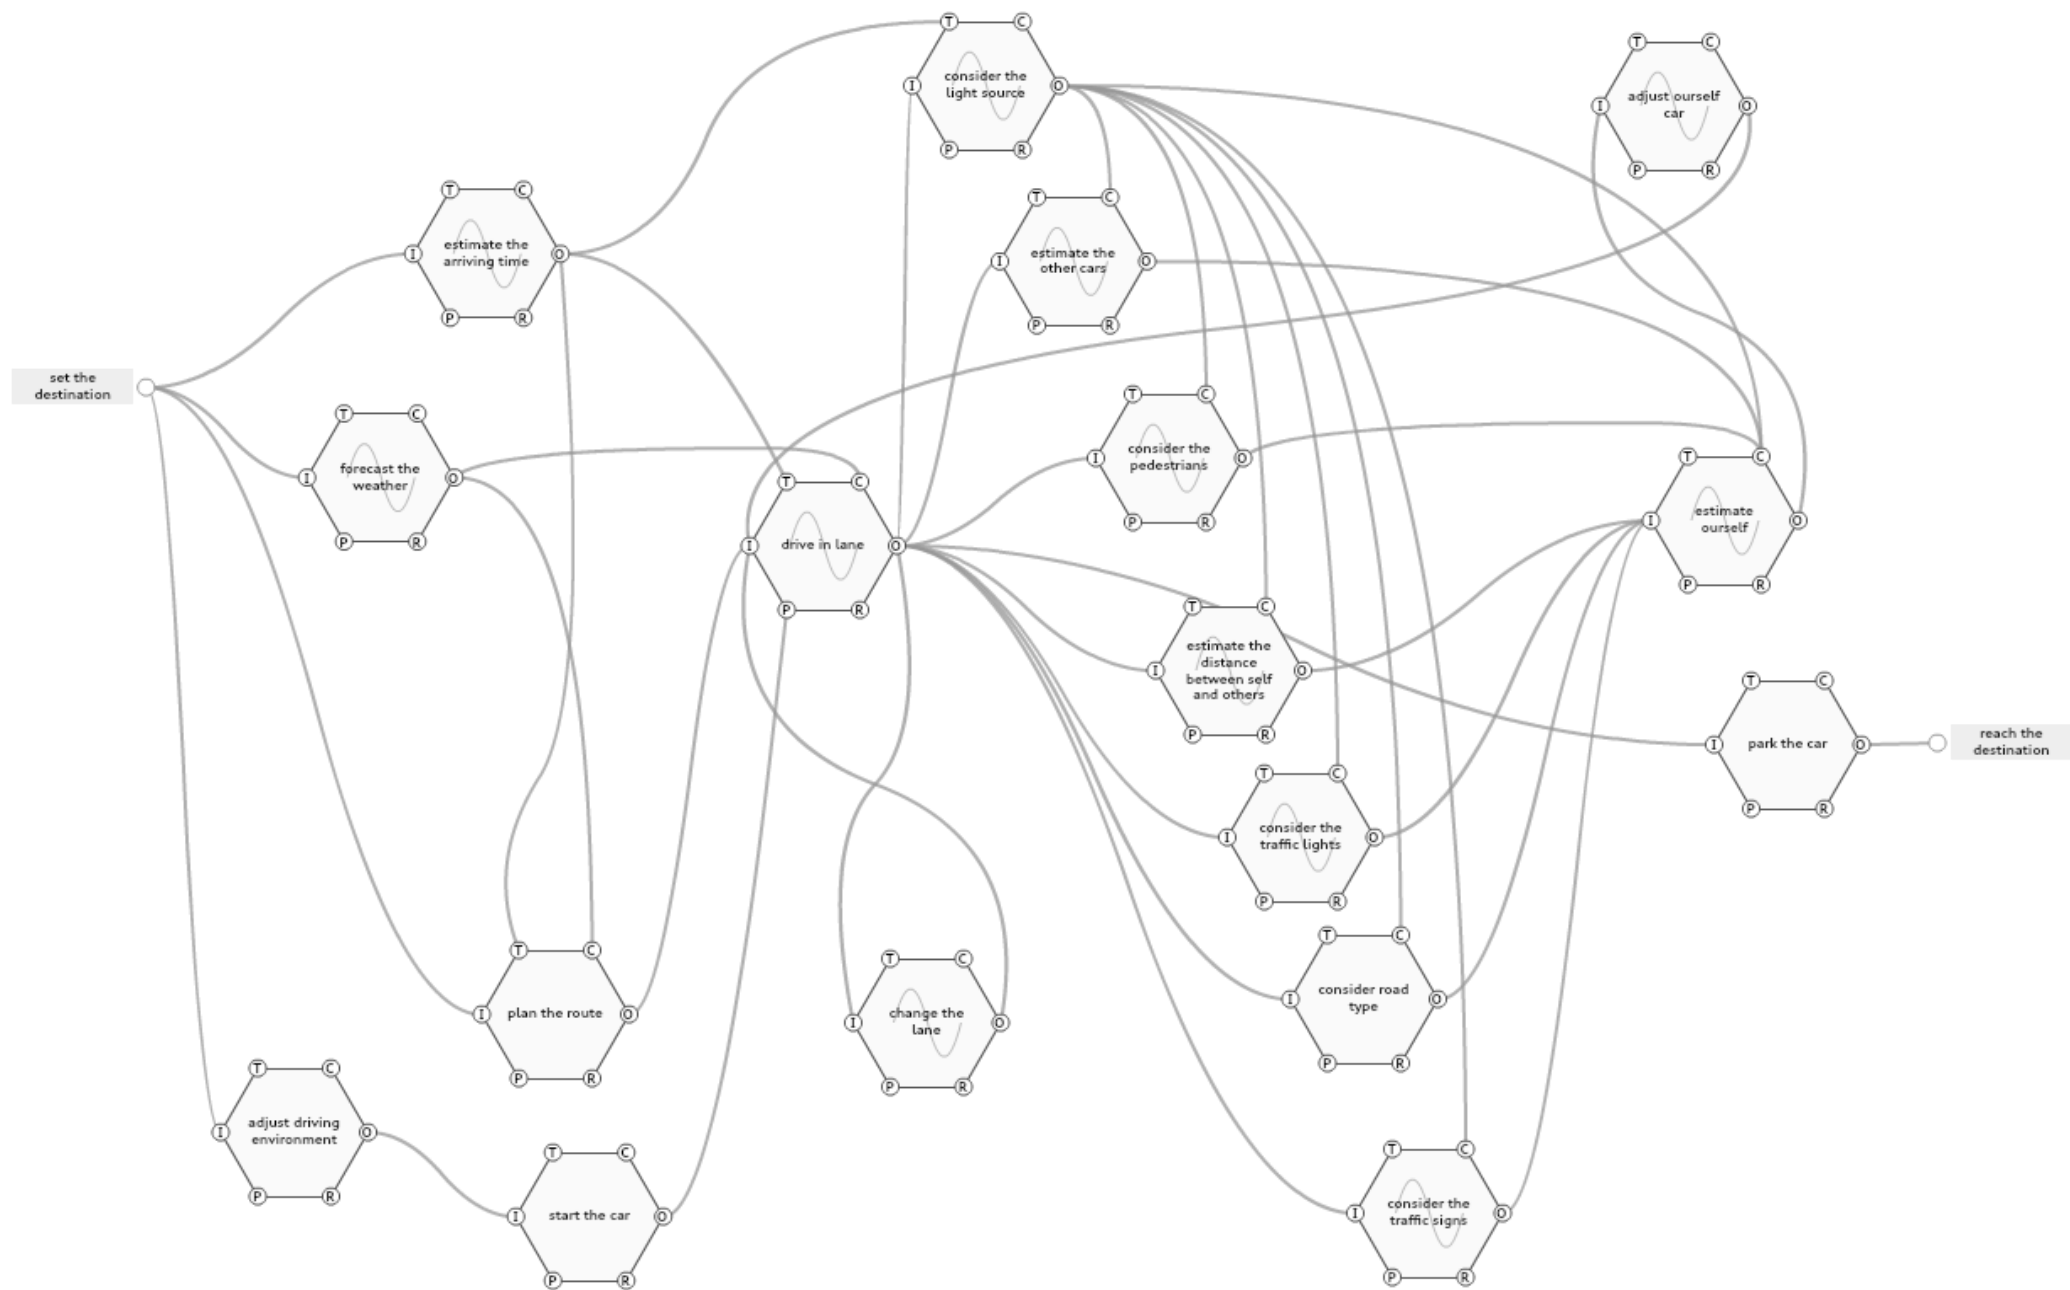 T C
consider the
light source
I O
P R
T C
adjust ourself
car
I O
P R
T C
estimate the
arriving time
I O
P R
T C
estimate the
other cars
I O
P R
set the
destination
T C
forecast the
weather
I O
P R
T C
consider the
pedestrians
I O
P R
T C
drive in lane
I O
P R
T C
estimate
ourself
I O
P R
T C
estimate the
distance
between self
and others
I O
P R
T C
park the car
I O
P R
reach the
destination
T C
consider the
traffic lights
I O
P R
T C
plan the route
I O
P R
T C
change the
lane
I O
P R
T C
consider road
type
I O
P R
T C
adjust driving
environment
I O
P R
T C
start the car
I O
P R
T C
consider the
traffic signs
I O
P R